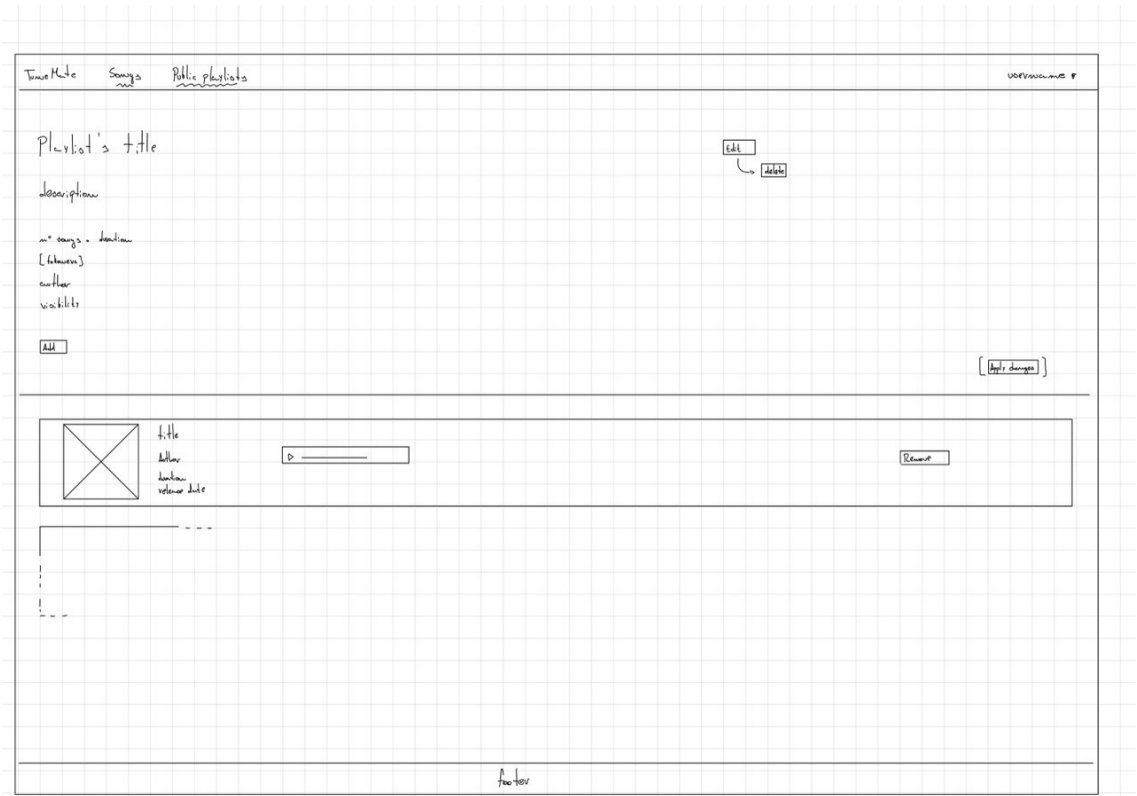 TuneMate Songs Public playlists username
Playlist's title
Edit
delete
description
n° songs • duration
[followers]
author
visibility
Add
[Apply changes]
title
Author
duration
release date
Remove
footer